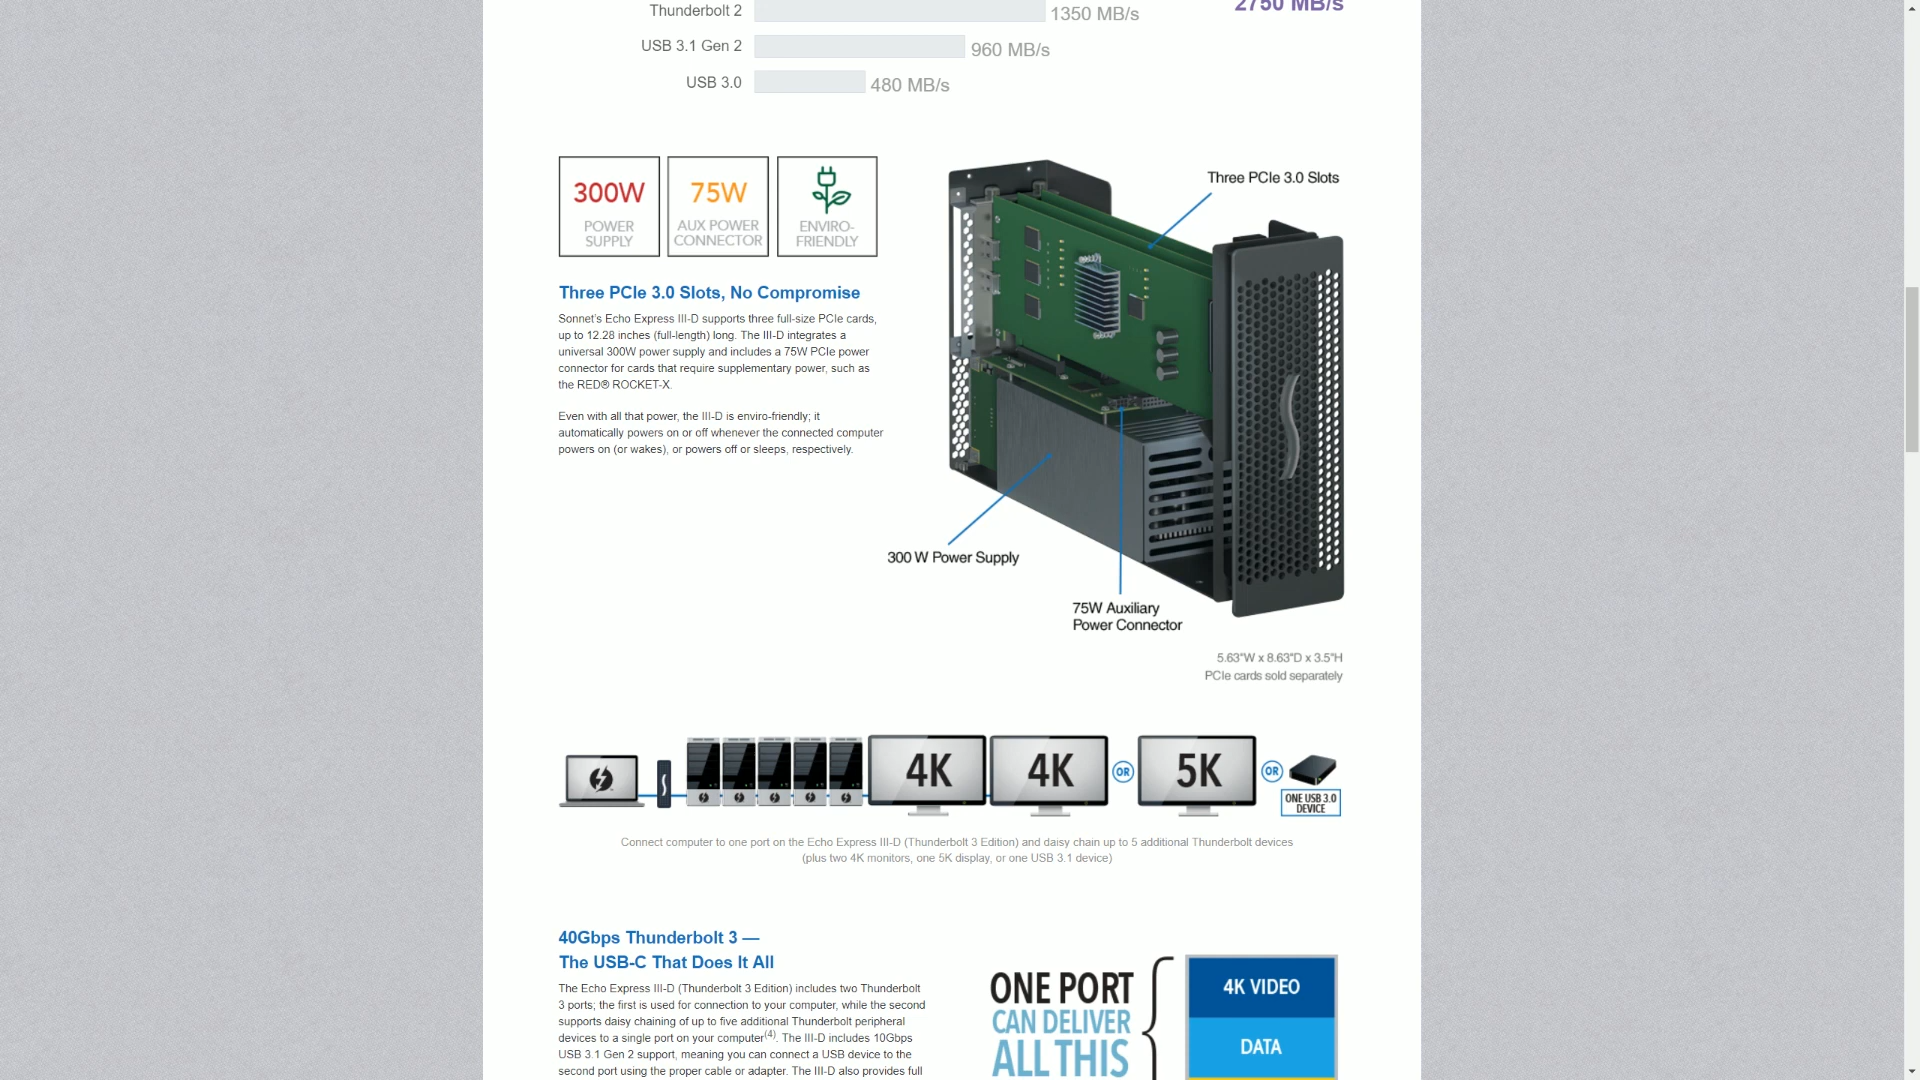 Thunderbolt 2
1350 MB/s
2750 MB/s
USB 3.1 Gen 2
960 MB/s
USB 3.0
480 MB/s
300W
POWER
SUPPLY
75W
AUX POWER
CONNECTOR
ENVIRO-
FRIENDLY
Three PCIe 3.0 Slots
Three PCIe 3.0 Slots, No Compromise
Sonnet's Echo Express III-D supports three full-size PCIe cards,
up to 12.28 inches (full-length) long. The III-D integrates a
universal 300W power supply and includes a 75W PCIe power
connector for cards that require supplementary power, such as
the RED® ROCKET-X.
Even with all that power, the III-D is enviro-friendly; it
automatically powers on or off whenever the connected computer
powers on (or wakes), or powers off or sleeps, respectively.
300 W Power Supply
75W Auxiliary
Power Connector
5.63"W x 8.63"D x 3.5"H
PCIe cards sold separately
4K
4K
OR
5K
OR
ONE USB 3.0
DEVICE
Connect computer to one port on the Echo Express III-D (Thunderbolt 3 Edition) and daisy chain up to 5 additional Thunderbolt devices
(plus two 4K monitors, one 5K display, or one USB 3.1 device)
40Gbps Thunderbolt 3 —
The USB-C That Does It All
The Echo Express III-D (Thunderbolt 3 Edition) includes two Thunderbolt
3 ports; the first is used for connection to your computer, while the second
supports daisy chaining of up to five additional Thunderbolt peripheral
devices to a single port on your computer(4). The III-D includes 10Gbps
USB 3.1 Gen 2 support, meaning you can connect a USB device to the
second port using the proper cable or adapter. The III-D also provides full
ONE PORT
CAN DELIVER
ALL THIS
4K VIDEO
DATA